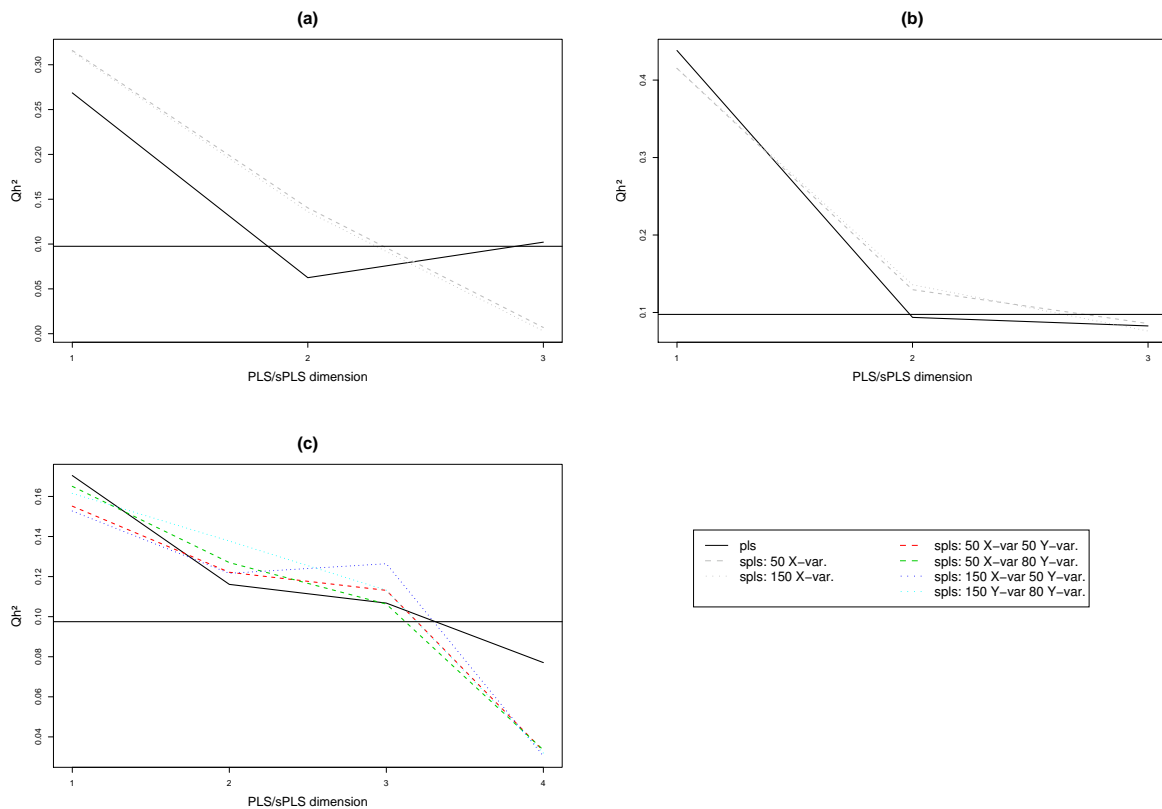 (a)
Qh²
0.30
0.25
0.20
0.15
0.10
0.05
0.00
1 2 3
PLS/sPLS dimension
(b)
Qh²
0.4
0.3
0.2
0.1
1 2 3
PLS/sPLS dimension
(c)
Qh²
0.16
0.14
0.12
0.10
0.08
0.06
0.04
1 2 3 4
PLS/sPLS dimension
pls
spls: 50 X−var.
spls: 150 X−var.
spls: 50 X−var 50 Y−var.
spls: 50 X−var 80 Y−var.
spls: 150 X−var 50 Y−var.
spls: 150 Y−var 80 Y−var.